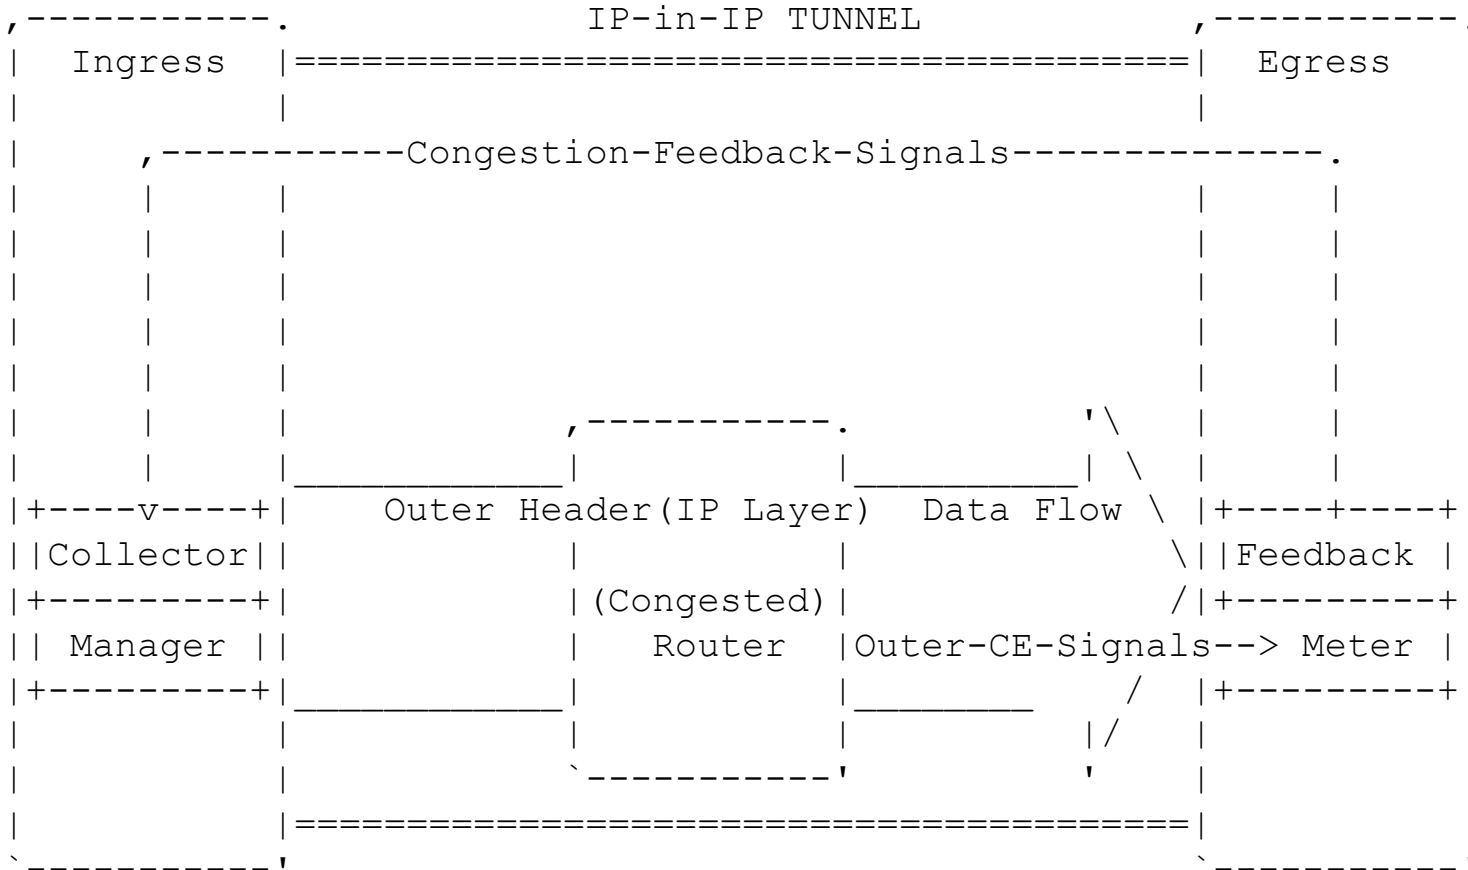 IP-in-IP TUNNEL
Ingress Egress
Congestion-Feedback-Signals
v
Outer Header(IP Layer) Data Flow
Collector Feedback
(Congested)
Manager Router Outer-CE-Signals--> Meter